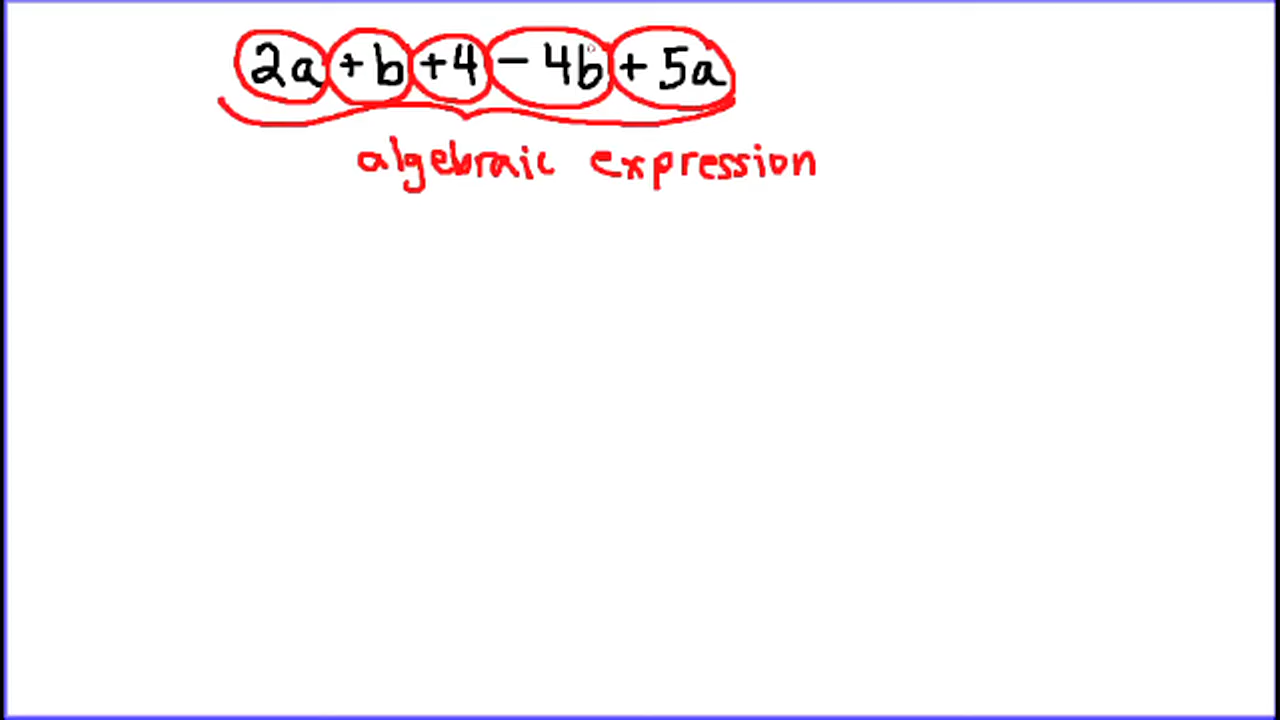 2a + b + 4 - 4b + 5a
algebraic expression